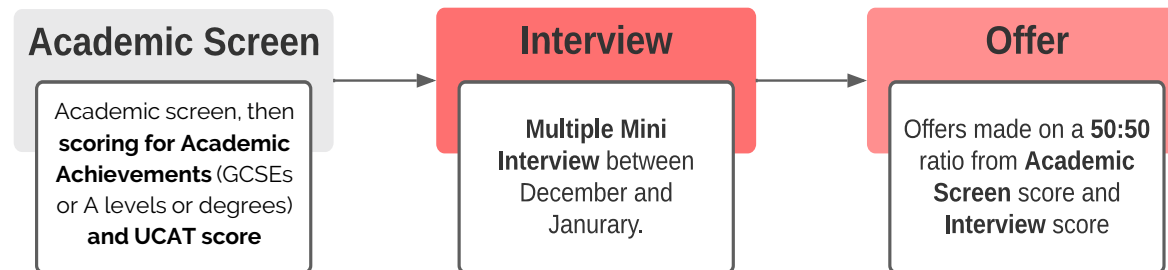 Academic Screen
Academic screen, then
scoring for Academic
Achievements (GCSEs
or A levels or degrees)
and UCAT score
Interview
Multiple Mini
Interview between
December and
Janurary.
Offer
Offers made on a 50:50
ratio from Academic
Screen score and
Interview score